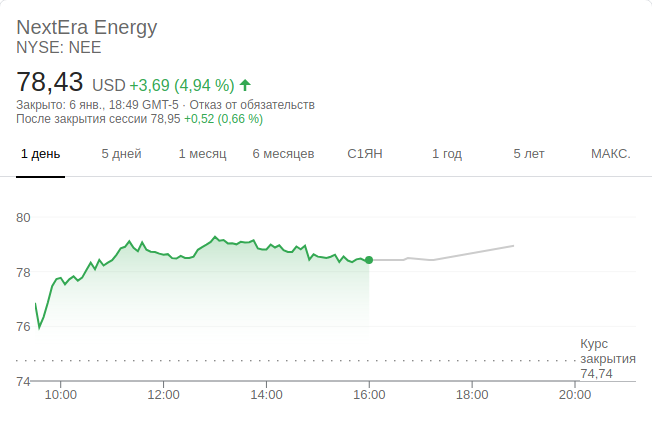 NextEra Energy
NYSE: NEE
78,43 USD +3,69 (4,94 %)
Закрыто: 6 янв., 18:49 GMT-5 · Отказ от обязательств
После закрытия сессии 78,95 +0,52 (0,66 %)
1 день 5 дней 1 месяц 6 месяцев С1ЯН 1 год 5 лет МАКС.
80
78
76
Курс
закрытия
74,74
74
10:00 12:00 14:00 16:00 18:00 20:00